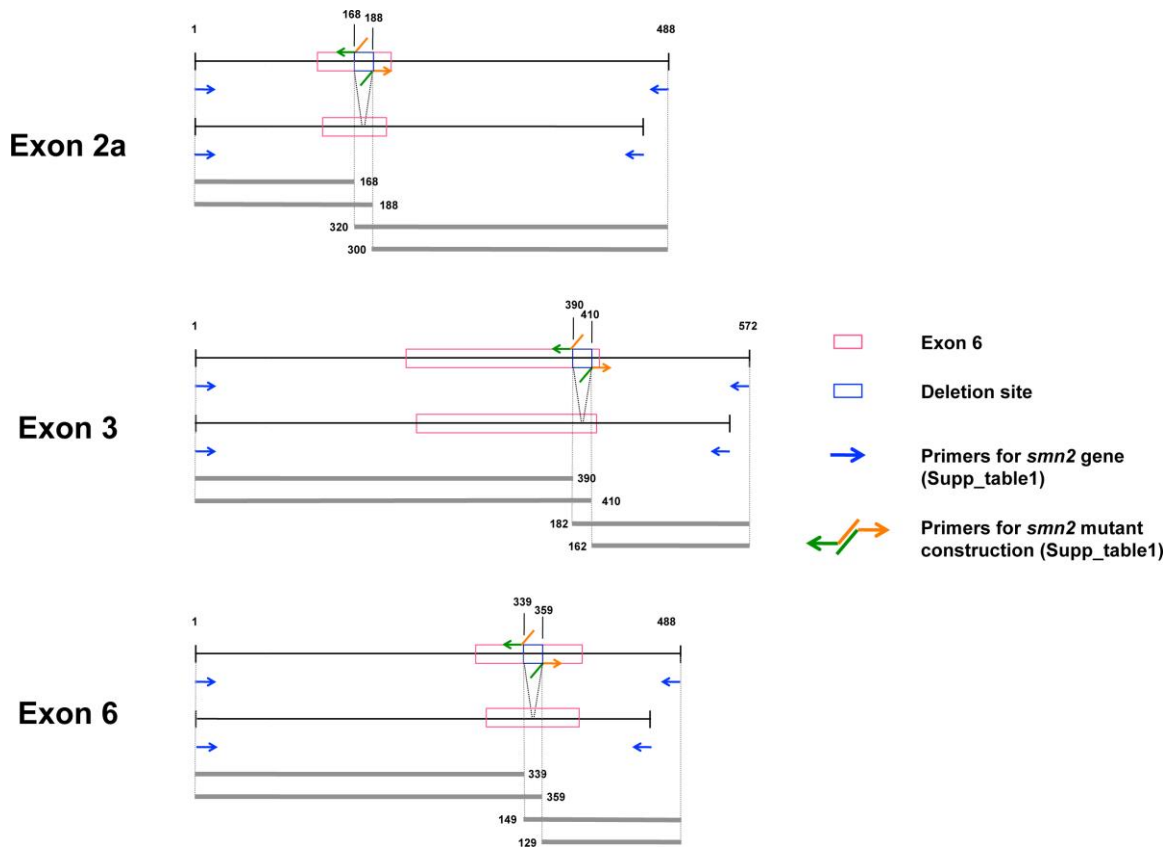 168
188
1
488
Exon 2a
168
188
320
300
390
410
1
572
Exon 3
390
410
182
162
Exon 6
Deletion site
Primers for smn2 gene
(Supp_table1)
Primers for smn2 mutant
construction (Supp_table1)
339
359
1
488
Exon 6
339
359
149
129